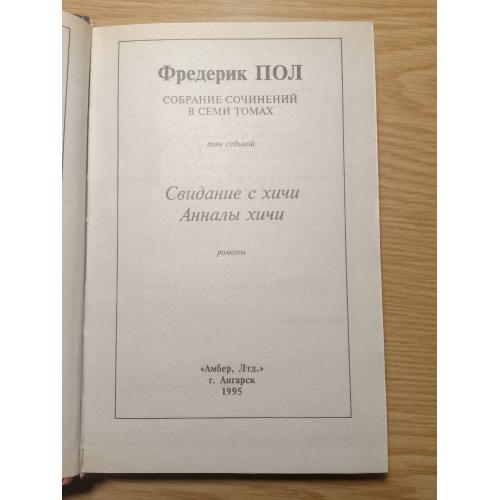 Фредерик ПОЛ
СОБРАНИЕ СОЧИНЕНИЙ
В СЕМИ ТОМАХ
том седьмой
Свидание с хичи
Анналы хичи
романы
«Амбер, Лтд.»
г. Ангарск
1995